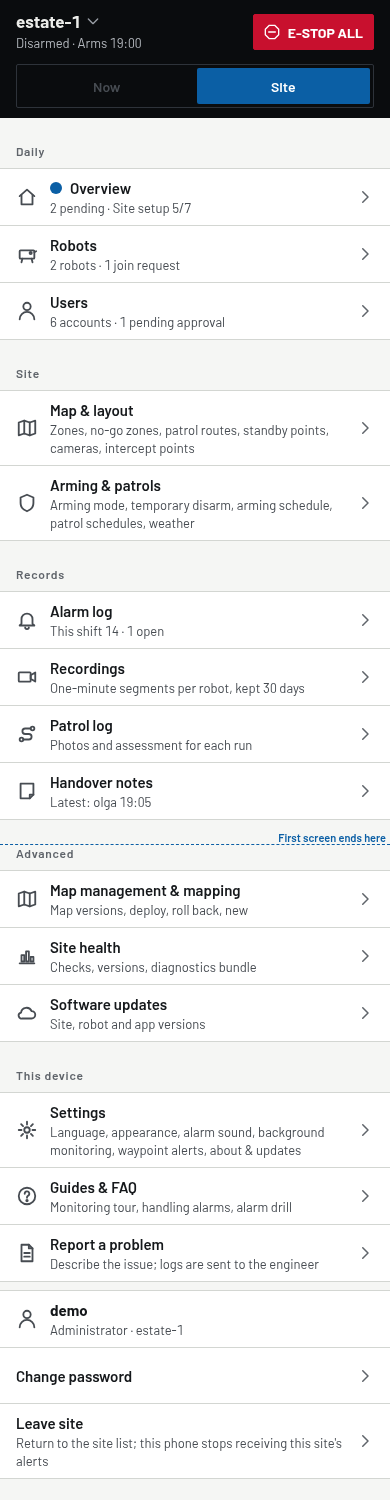 estate-1
Disarmed · Arms 19:00
E-STOP ALL
Now
Site
Daily
Overview
2 pending · Site setup 5/7
Robots
2 robots · 1 join request
Users
6 accounts · 1 pending approval
Site
Map & layout
Zones, no-go zones, patrol routes, standby points,
cameras, intercept points
Arming & patrols
Arming mode, temporary disarm, arming schedule,
patrol schedules, weather
Records
Alarm log
This shift 14 · 1 open
Recordings
One-minute segments per robot, kept 30 days
Patrol log
Photos and assessment for each run
Handover notes
Latest: olga 19:05
First screen ends here
Advanced
Map management & mapping
Map versions, deploy, roll back, new
Site health
Checks, versions, diagnostics bundle
Software updates
Site, robot and app versions
This device
Settings
Language, appearance, alarm sound, background
monitoring, waypoint alerts, about & updates
Guides & FAQ
Monitoring tour, handling alarms, alarm drill
Report a problem
Describe the issue; logs are sent to the engineer
demo
Administrator · estate-1
Change password
Leave site
Return to the site list; this phone stops receiving this site's
alerts